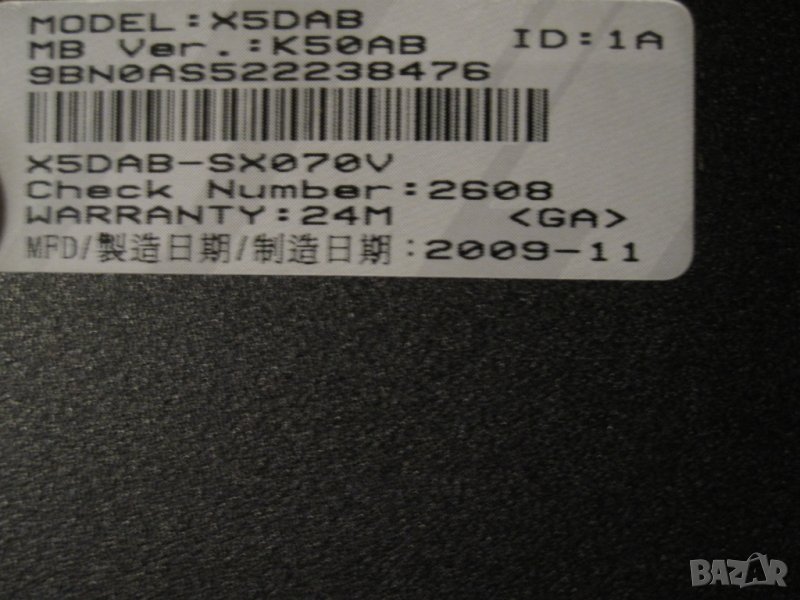 MODEL:X5DAB
MB Ver.:K50AB ID:1A
9BN0AS522238476
X5DAB-SX070V
Check Number:2608
WARRANTY:24M <GA>
MFD/製造日期/制造日期:2009-11
BAZAR